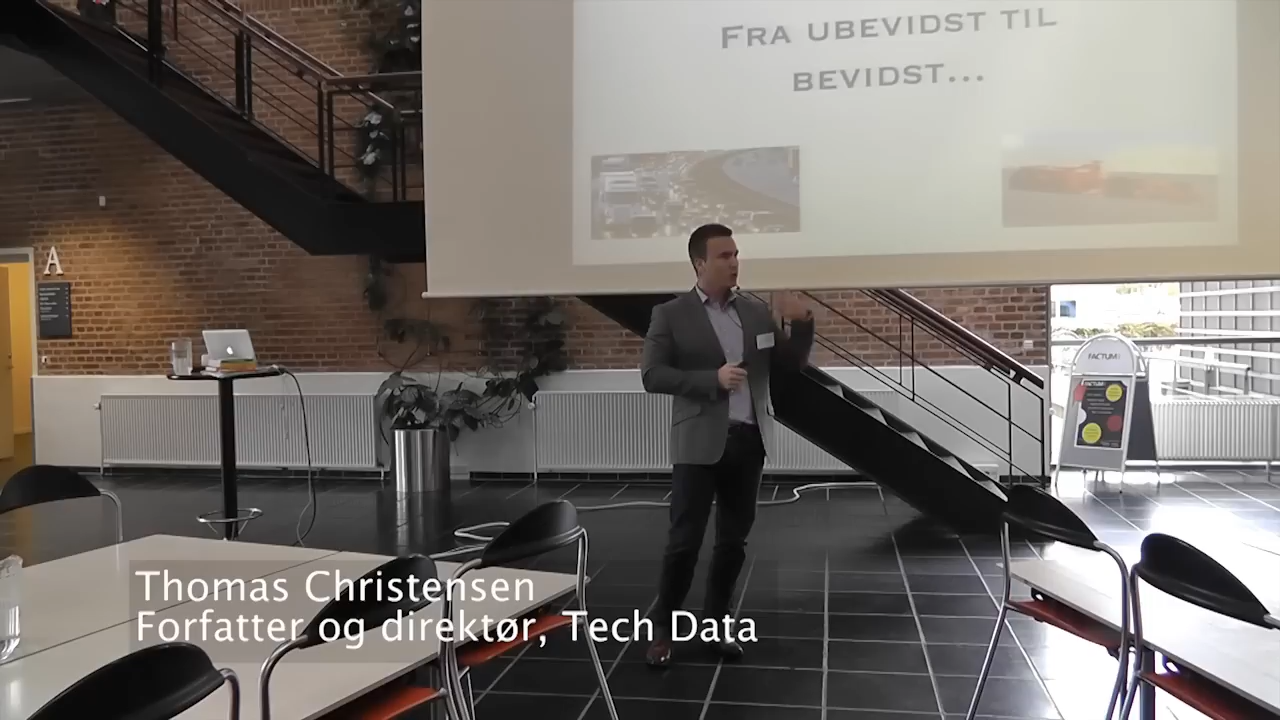 FRA UBEVIDST TIL
BEVIDST...
A
FACTUM
Thomas Christensen
Forfatter og direktør, Tech Data